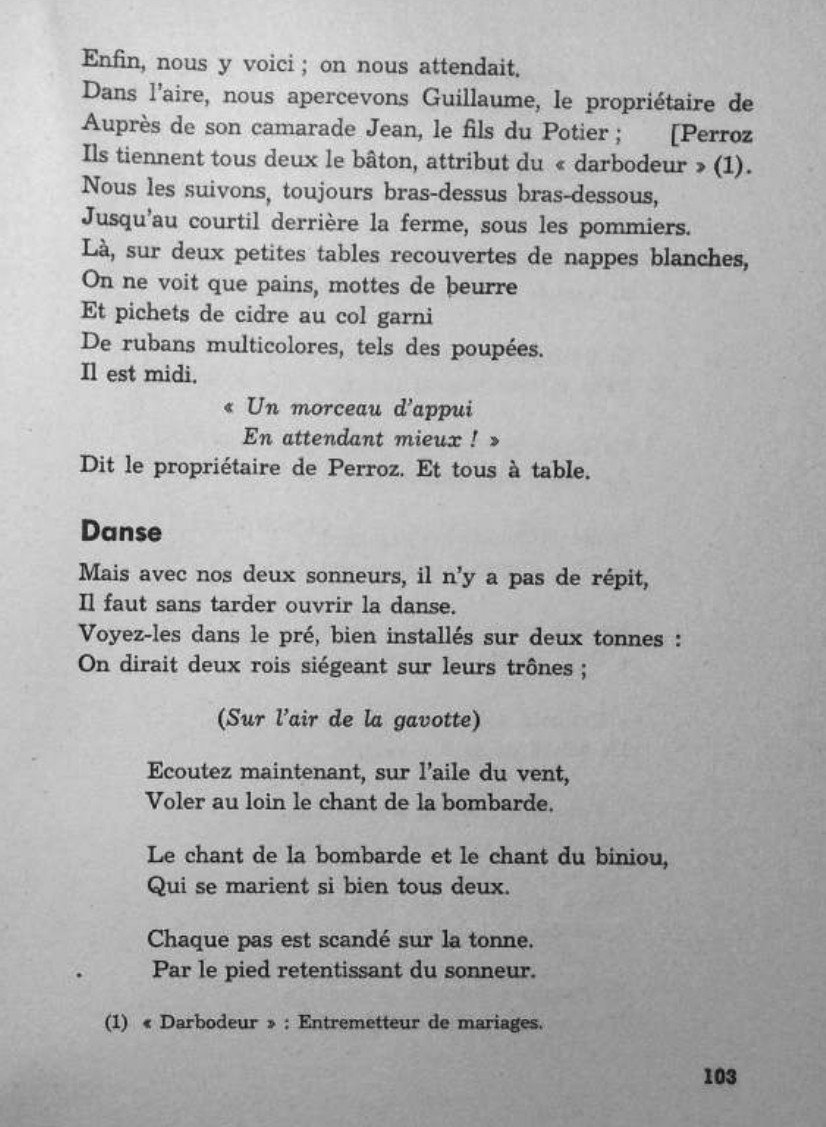 Enfin, nous y voici ; on nous attendait.
Dans l'aire, nous apercevons Guillaume, le propriétaire de
Auprès de son camarade Jean, le fils du Potier ; [Perroz
Ils tiennent tous deux le bâton, attribut du « darbodeur » (1).
Nous les suivons, toujours bras-dessus bras-dessous,
Jusqu'au courtil derrière la ferme, sous les pommiers.
Là, sur deux petites tables recouvertes de nappes blanches,
On ne voit que pains, mottes de beurre
Et pichets de cidre au col garni
De rubans multicolores, tels des poupées.
Il est midi.
« Un morceau d'appui
En attendant mieux ! »
Dit le propriétaire de Perroz. Et tous à table.
Danse
Mais avec nos deux sonneurs, il n'y a pas de répit,
Il faut sans tarder ouvrir la danse.
Voyez-les dans le pré, bien installés sur deux tonnes :
On dirait deux rois siégeant sur leurs trônes ;
(Sur l'air de la gavotte)
Ecoutez maintenant, sur l'aile du vent,
Voler au loin le chant de la bombarde.
Le chant de la bombarde et le chant du biniou,
Qui se marient si bien tous deux.
Chaque pas est scandé sur la tonne.
Par le pied retentissant du sonneur.
(1) « Darbodeur » : Entremetteur de mariages.
103